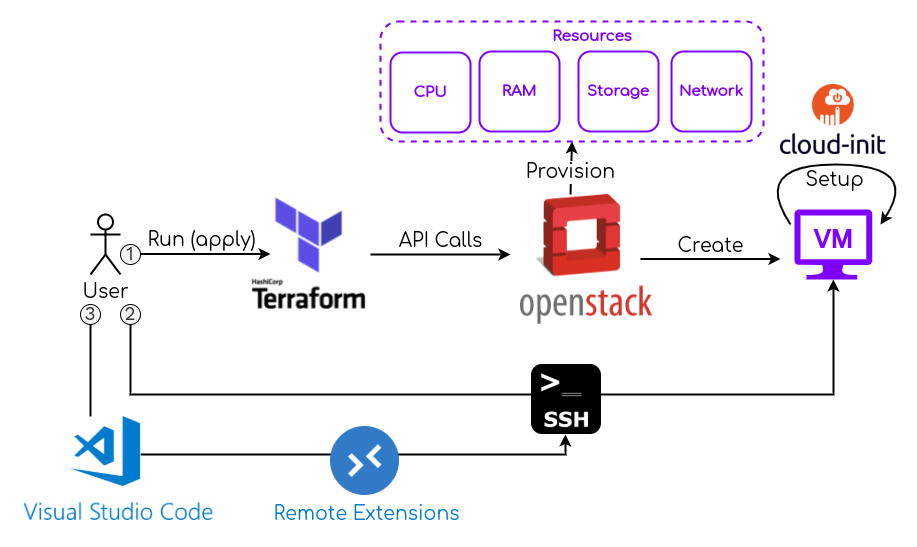 Resources
CPU
RAM
Storage
Network
cloud-init
Provision
Setup
Run (apply)
API Calls
Create
VM
1
User
HashiCorp
Terraform
openstack
3
2
>_
SSH
Visual Studio Code
Remote Extensions